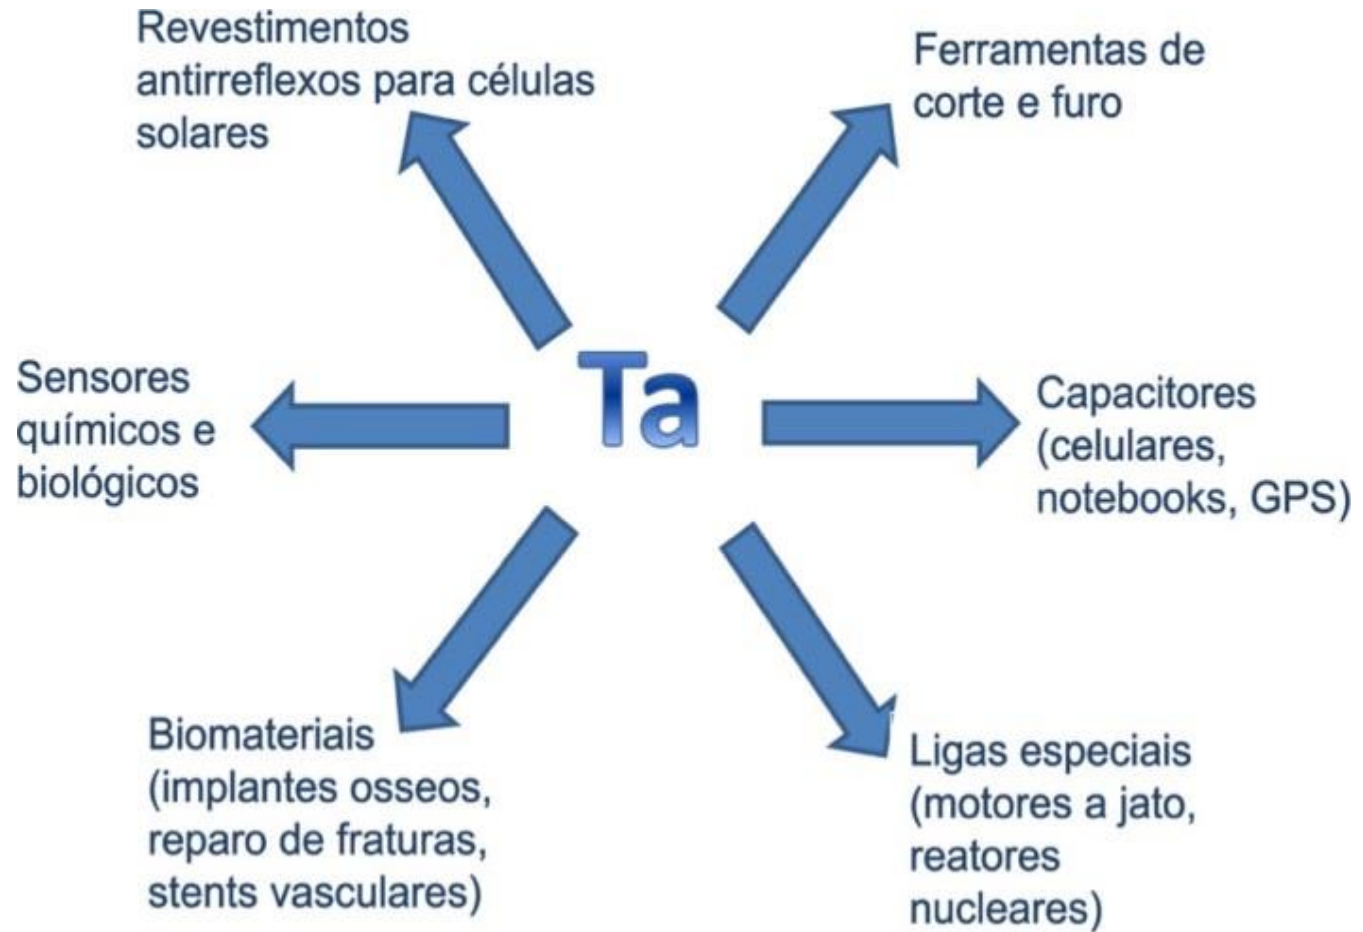 Revestimentos
antirreflexos para células
solares
Ferramentas de
corte e furo
Sensores
químicos e
biológicos
Ta
Capacitores
(celulares,
notebooks, GPS)
Biomateriais
(implantes osseos,
reparo de fraturas,
stents vasculares)
Ligas especiais
(motores a jato,
reatores
nucleares)